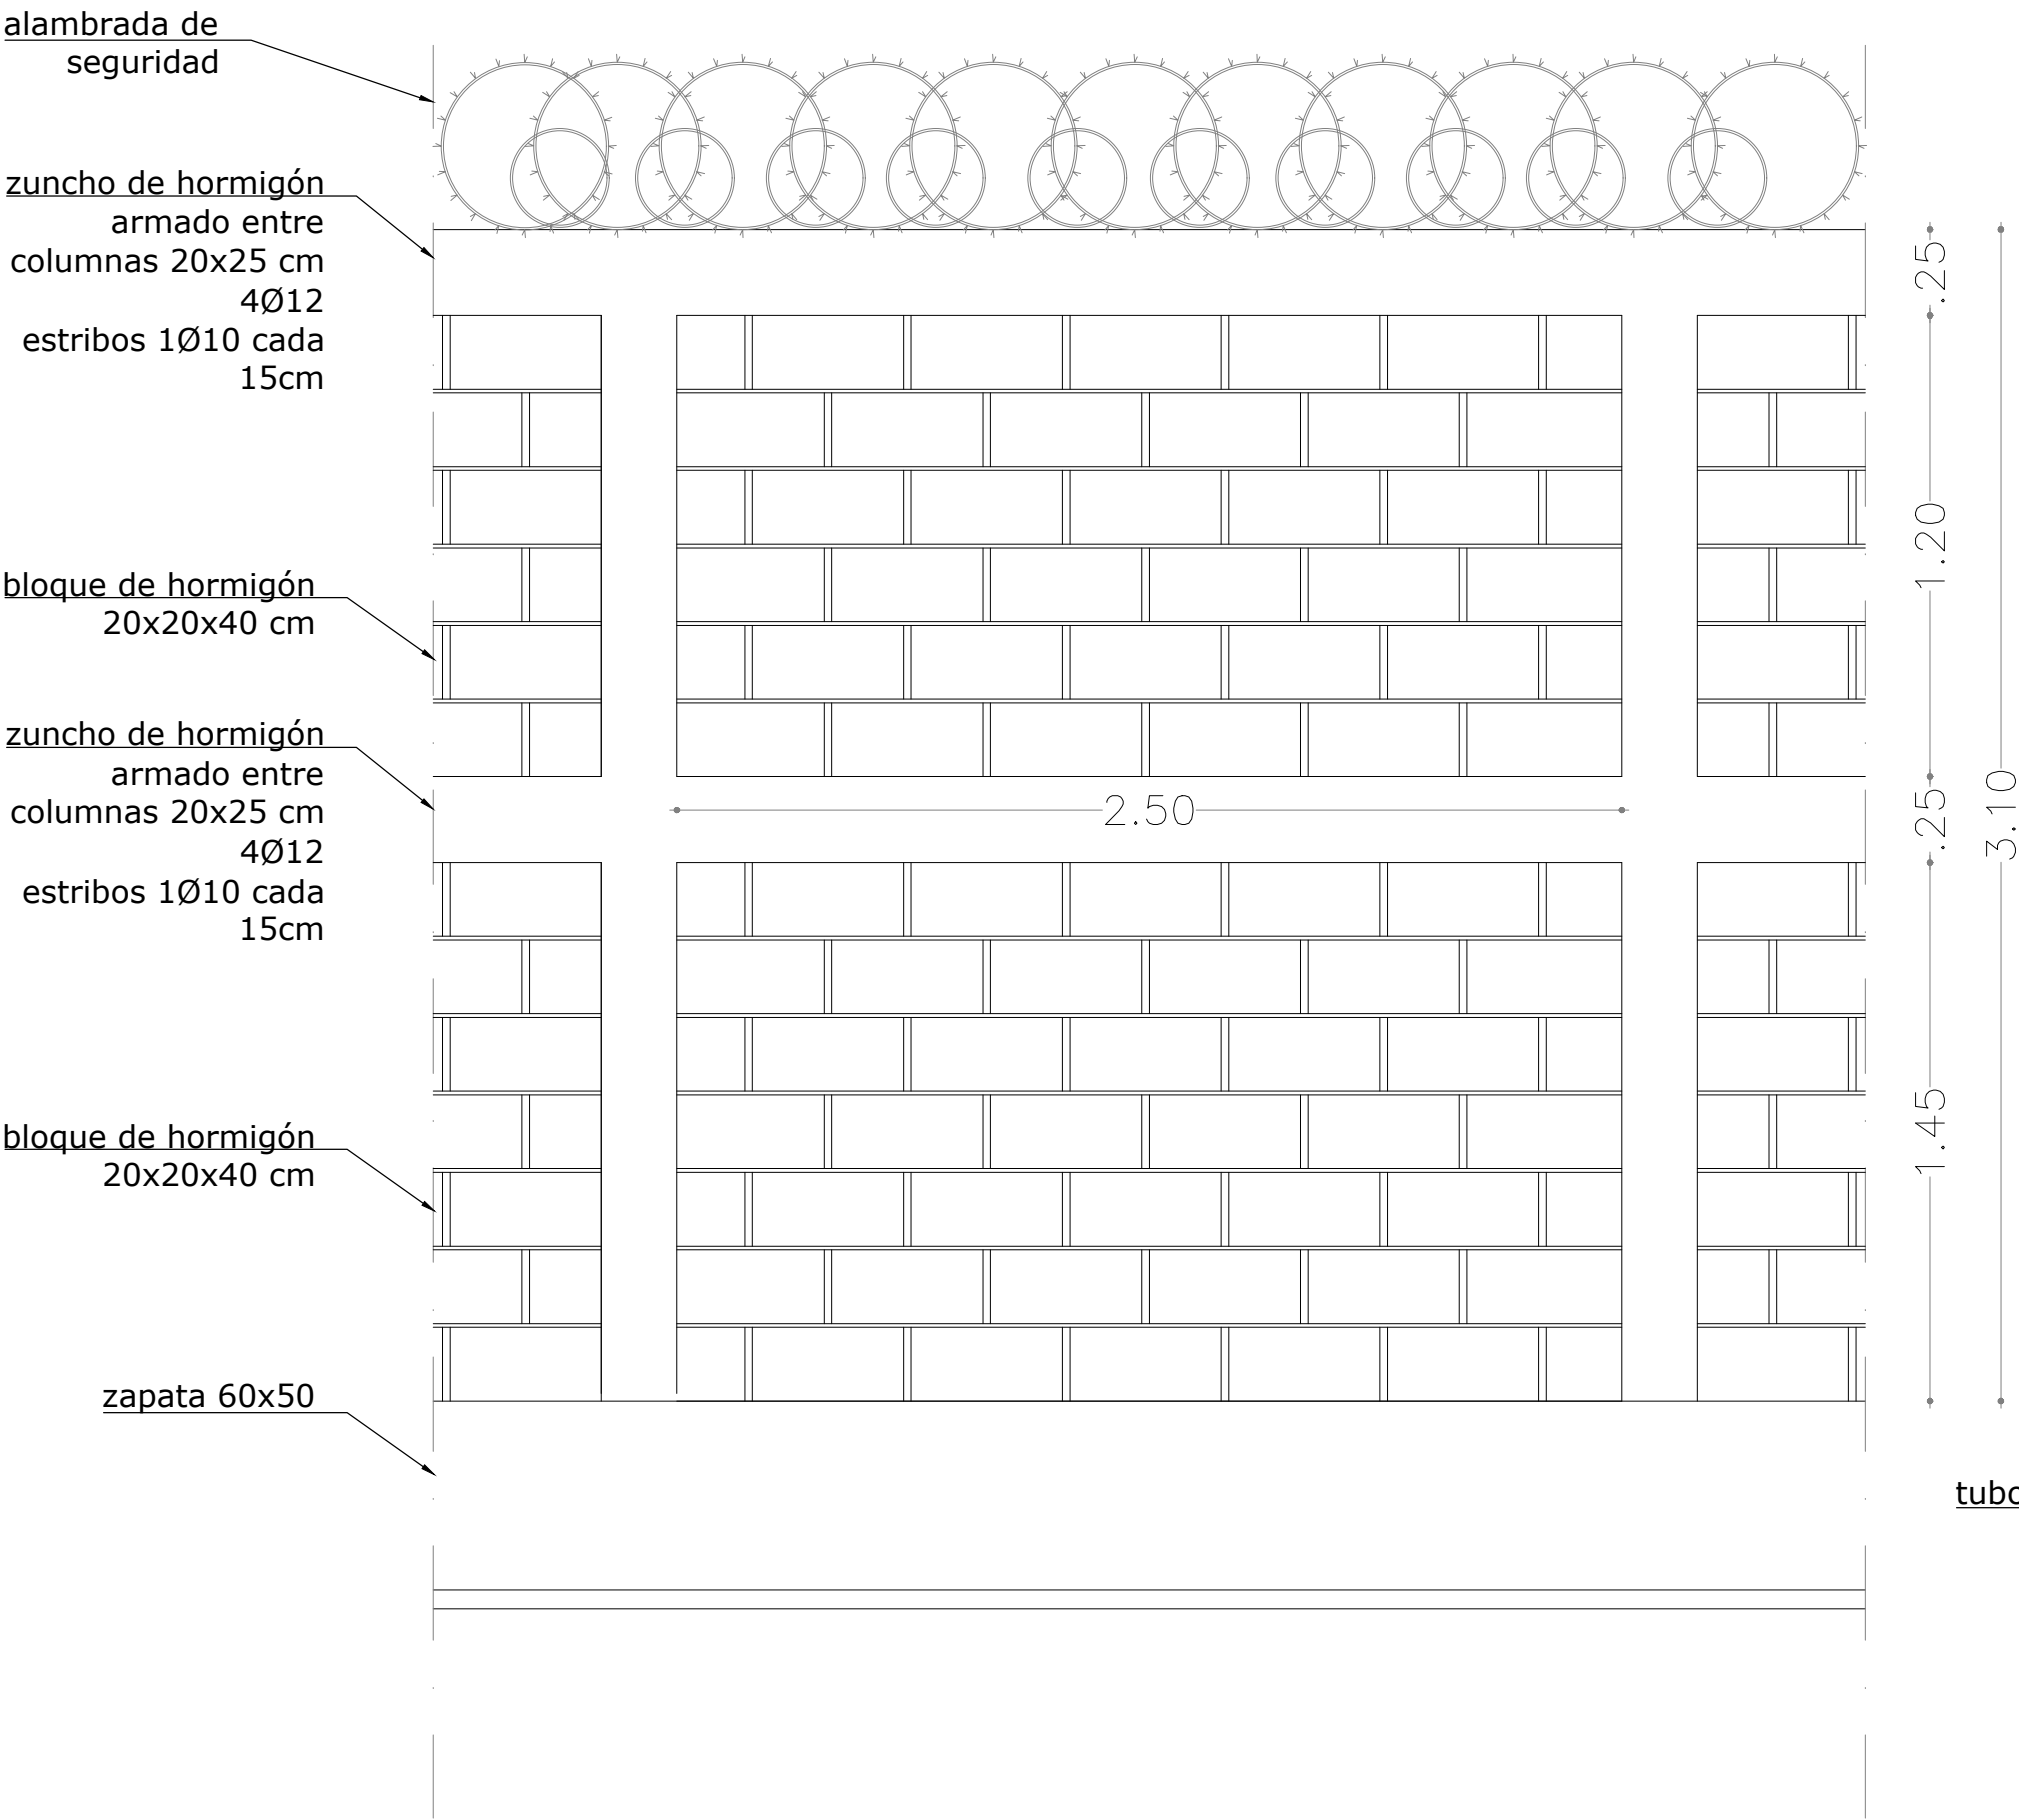 alambrada de
seguridad
zuncho de hormigón
armado entre
columnas 20x25 cm
4Ø12
estribos 1Ø10 cada
15cm
bloque de hormigón
20x20x40 cm
zuncho de hormigón
armado entre
columnas 20x25 cm
4Ø12
estribos 1Ø10 cada
15cm
bloque de hormigón
20x20x40 cm
zapata 60x50
2.50
.25
1.20
.25
1.45
3.10
tubo